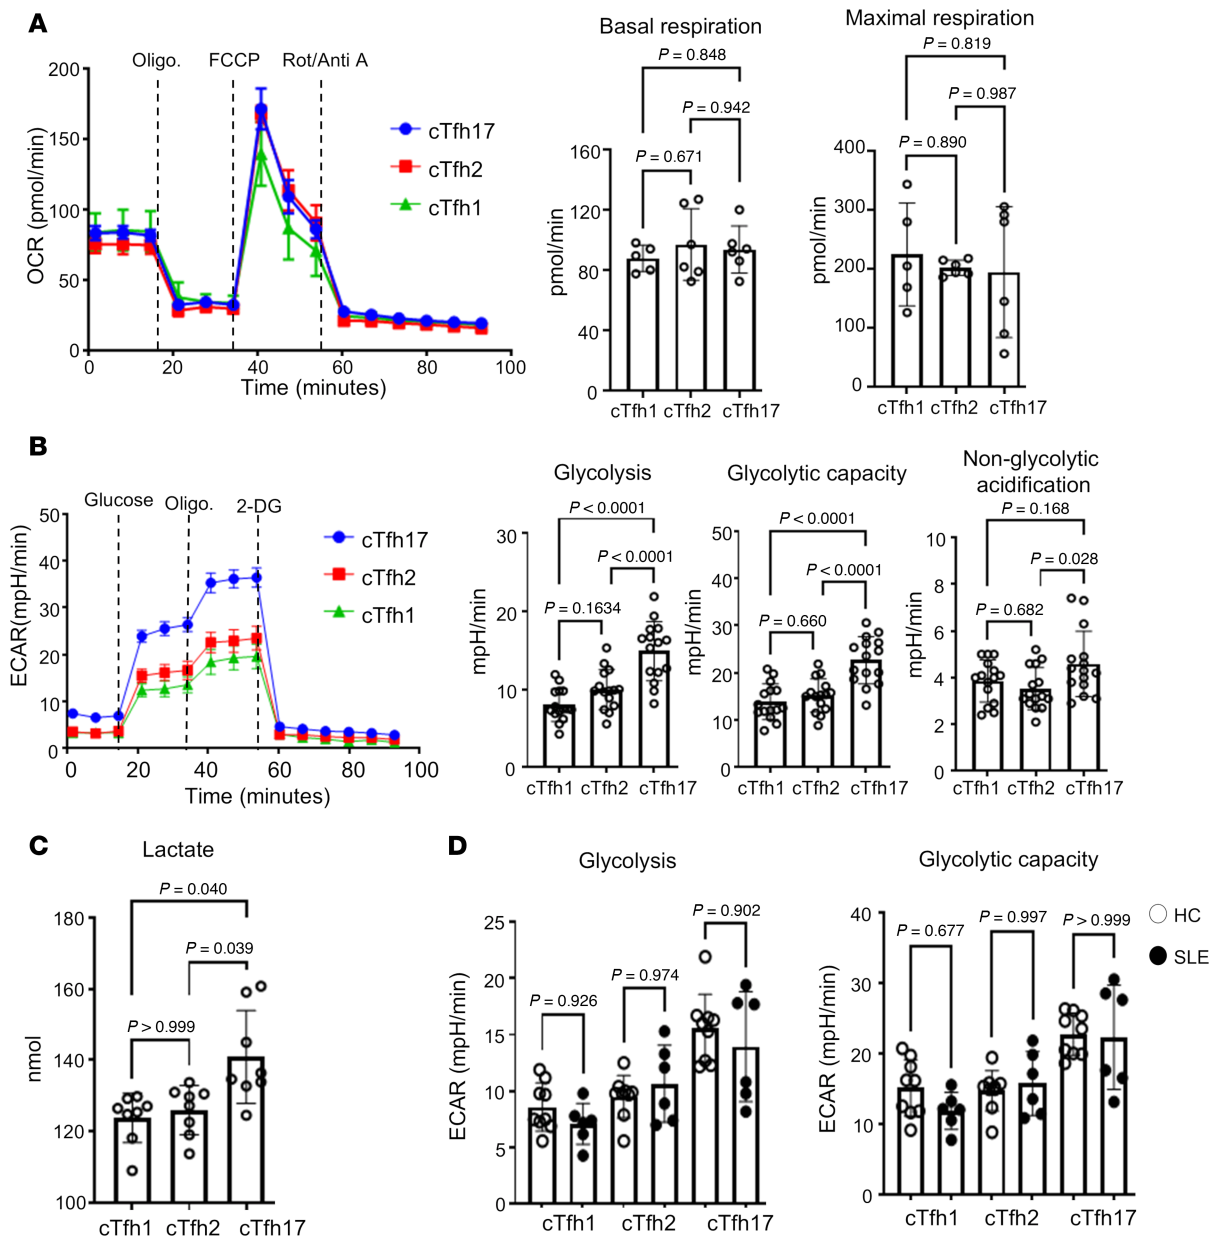 A
Oligo. FCCP Rot/Anti A
OCR (pmol/min)
200
150
100
50
0
0 20 40 60 80 100
Time (minutes)
cTfh17
cTfh2
cTfh1
Basal respiration
P = 0.848
P = 0.942
P = 0.671
pmol/min
160
120
80
40
0
cTfh1 cTfh2 cTfh17
Maximal respiration
P = 0.819
P = 0.987
P = 0.890
pmol/min
400
300
200
100
0
cTfh1 cTfh2 cTfh17
B
Glucose Oligo. 2-DG
ECAR(mpH/min)
50
40
30
20
10
0
0 20 40 60 80 100
Time (minutes)
cTfh17
cTfh2
cTfh1
Glycolysis
P < 0.0001
P < 0.0001
P = 0.1634
mpH/min
30
20
10
0
cTfh1 cTfh2 cTfh17
Glycolytic capacity
P < 0.0001
P < 0.0001
P = 0.660
mpH/min
50
40
30
20
10
0
cTfh1 cTfh2 cTfh17
Non-glycolytic
acidification
P = 0.168
P = 0.028
P = 0.682
mpH/min
10
8
6
4
2
0
cTfh1 cTfh2 cTfh17
C
Lactate
P = 0.040
P = 0.039
P > 0.999
nmol
180
160
140
120
100
cTfh1 cTfh2 cTfh17
D
Glycolysis
P = 0.902
P = 0.974
P = 0.926
ECAR (mpH/min)
25
20
15
10
5
0
cTfh1 cTfh2 cTfh17
Glycolytic capacity
P = 0.677
P = 0.997
P > 0.999
ECAR (mpH/min)
40
30
20
10
0
cTfh1 cTfh2 cTfh17
HC
SLE